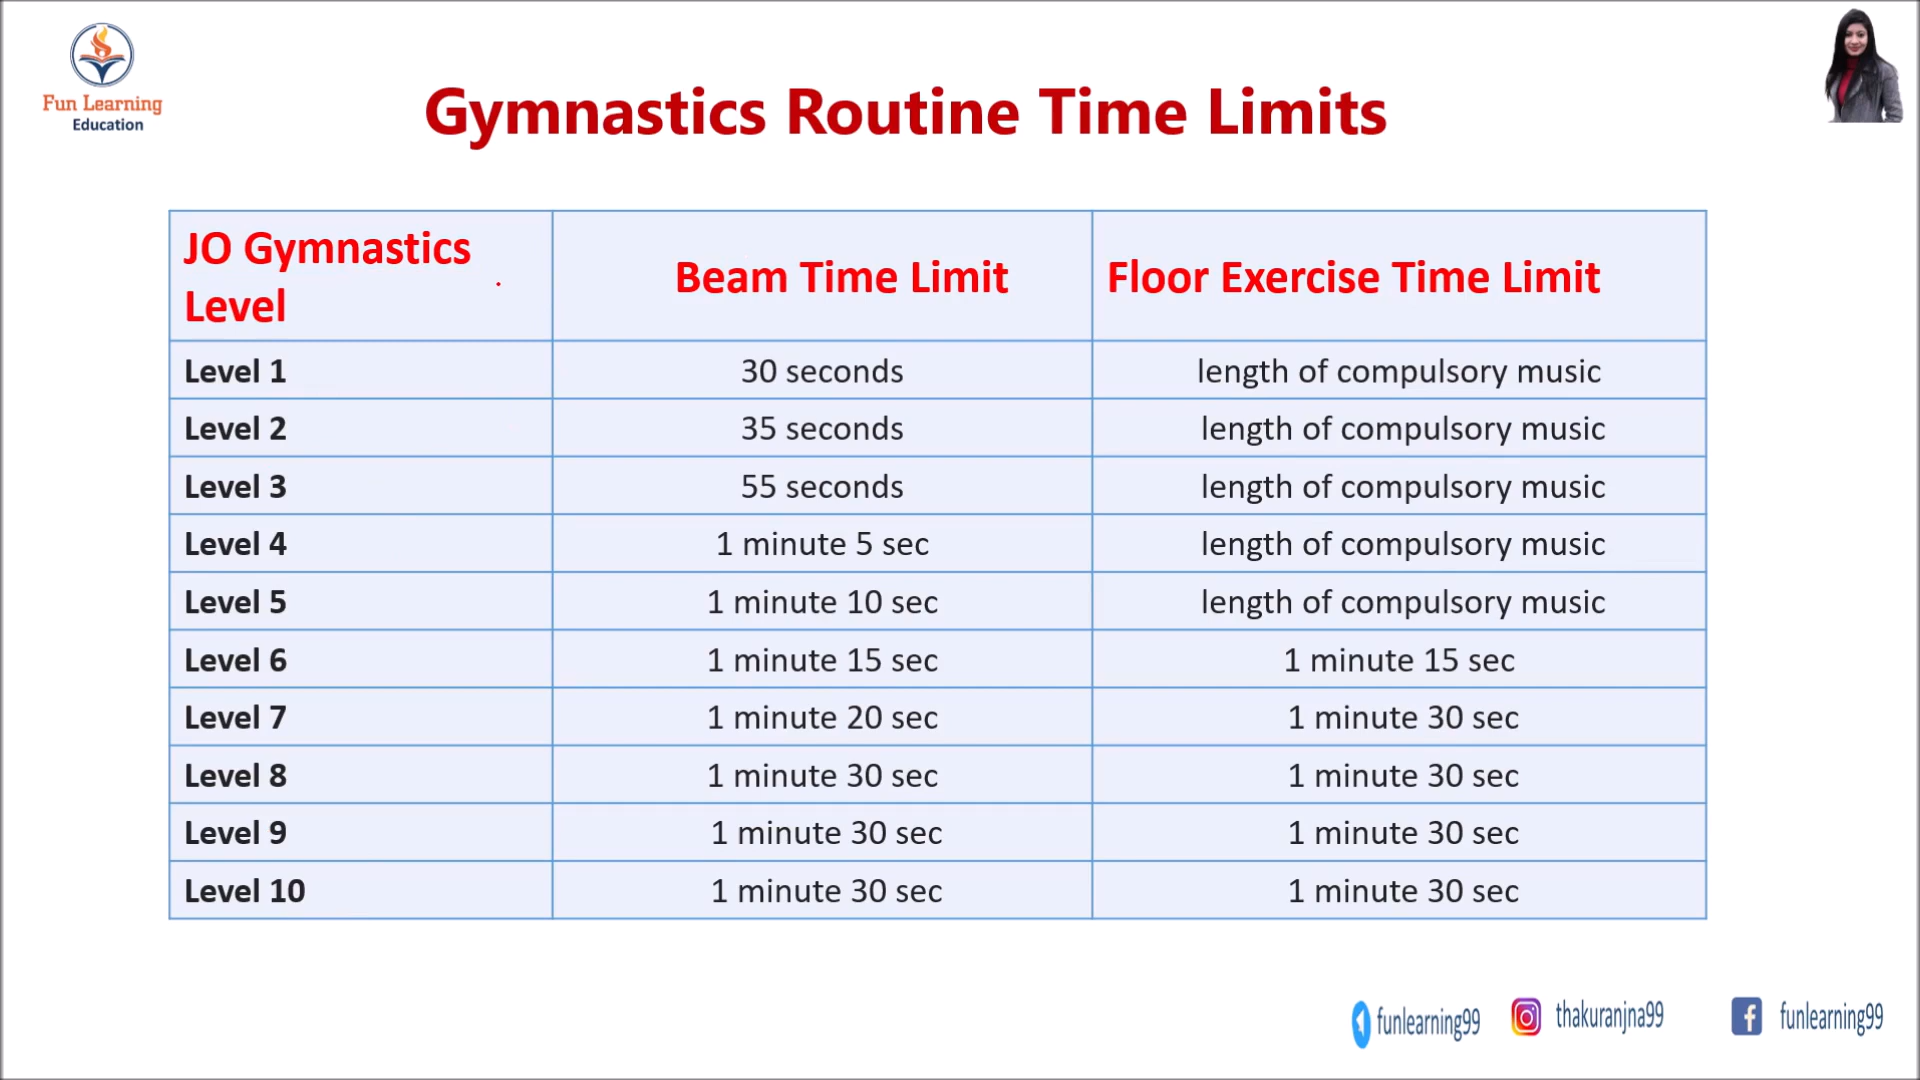 Fun Learning
Education
Gymnastics Routine Time Limits
JO Gymnastics
Level
Beam Time Limit
Floor Exercise Time Limit
Level 1
30 seconds
length of compulsory music
Level 2
35 seconds
length of compulsory music
Level 3
55 seconds
length of compulsory music
Level 4
1 minute 5 sec
length of compulsory music
Level 5
1 minute 10 sec
length of compulsory music
Level 6
1 minute 15 sec
1 minute 15 sec
Level 7
1 minute 20 sec
1 minute 30 sec
Level 8
1 minute 30 sec
1 minute 30 sec
Level 9
1 minute 30 sec
1 minute 30 sec
Level 10
1 minute 30 sec
1 minute 30 sec
funlearning99
thakuranjna99
funlearning99